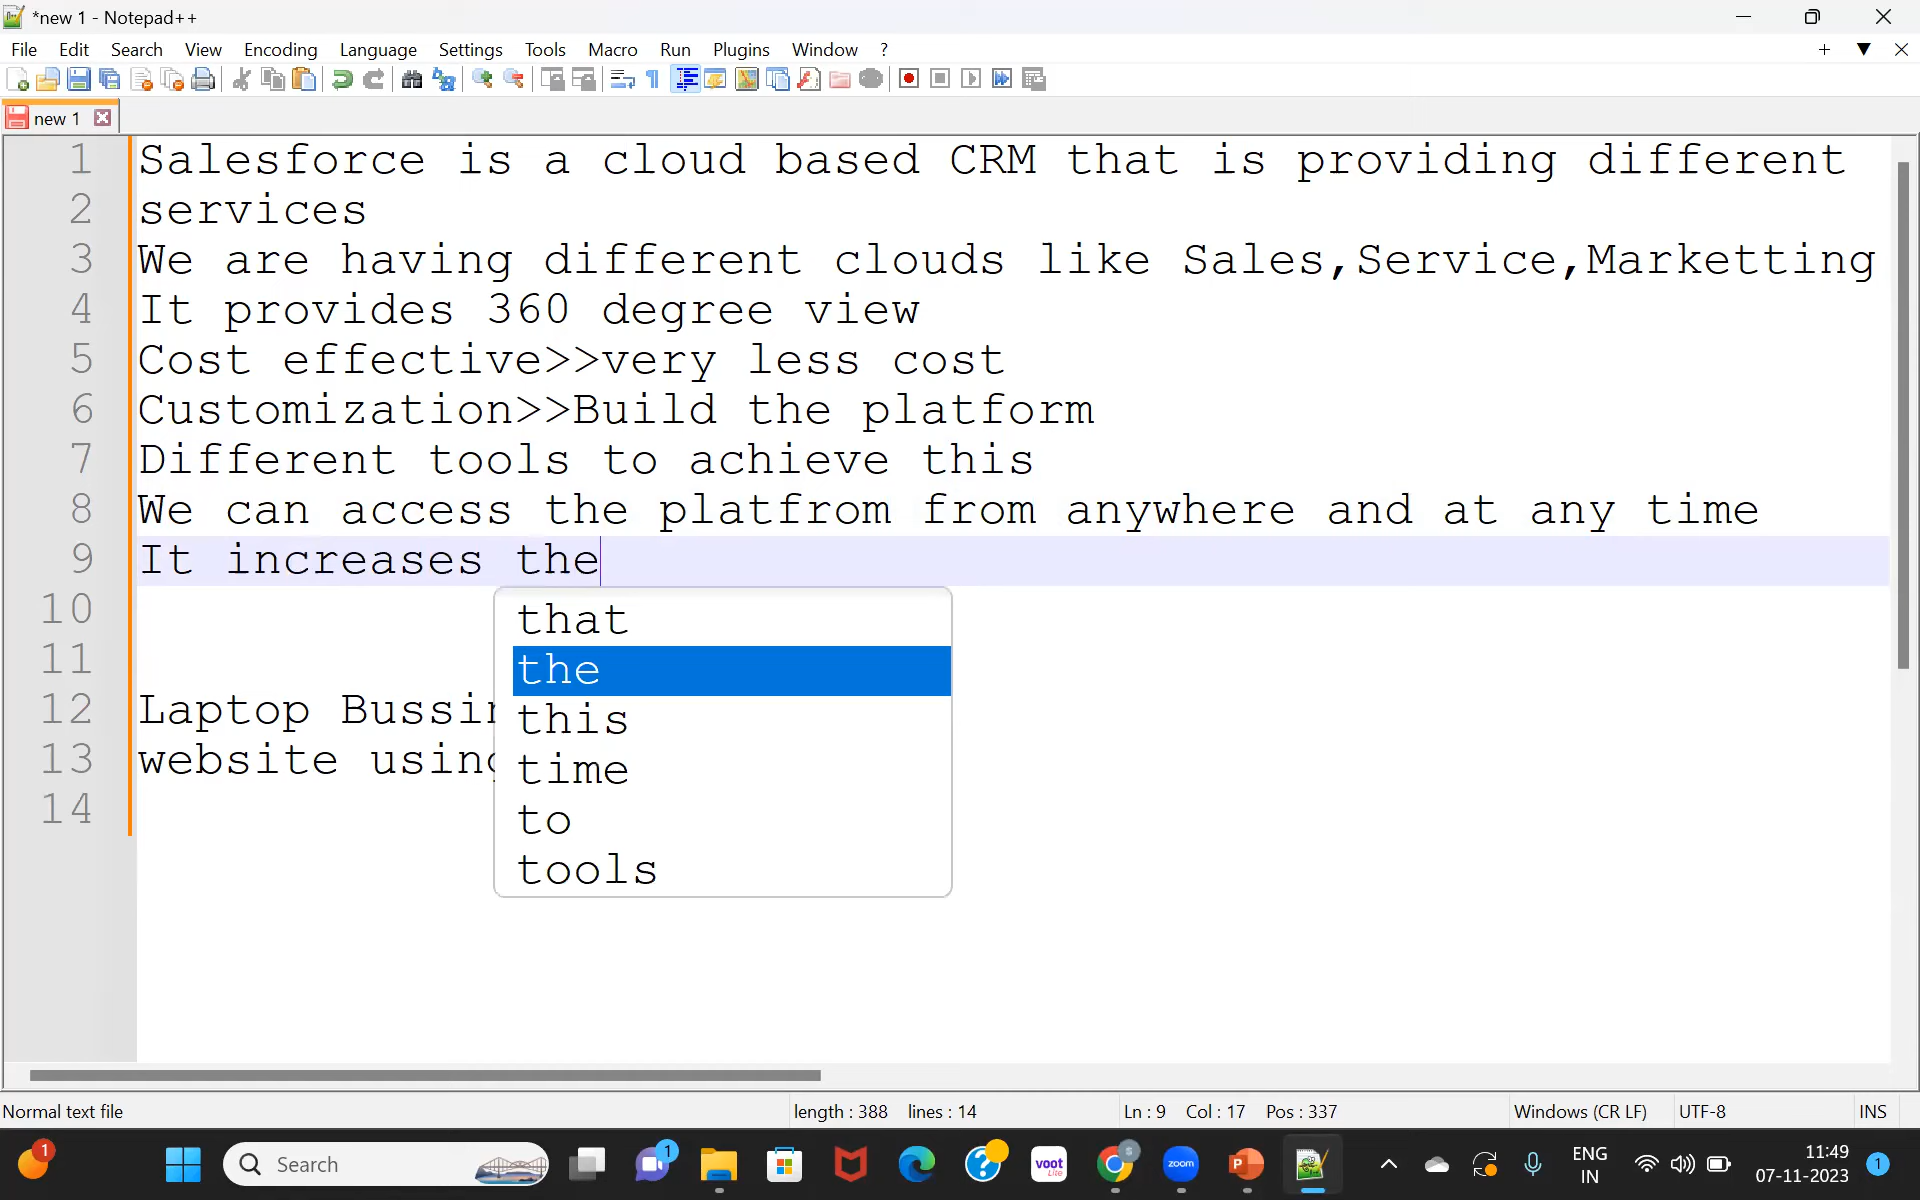 *new 1 - Notepad++
File Edit Search View Encoding Language Settings Tools Macro Run Plugins Window ?
new 1
1 Salesforce is a cloud based CRM that is providing different
2 services
3 We are having different clouds like Sales,Service,Marketting
4 It provides 360 degree view
5 Cost effective>>very less cost
6 Customization>>Build the platform
7 Different tools to achieve this
8 We can access the platfrom from anywhere and at any time
9 It increases the
10
that
the
11
this
12 Laptop
13 website
time
14
to
tools
Normal text file length : 388 lines : 14 Ln : 9 Col : 17 Pos : 337 Windows (CR LF) UTF-8 INS
1 Search 1 voot Lite zoom P ENG IN 11:49 07-11-2023 1